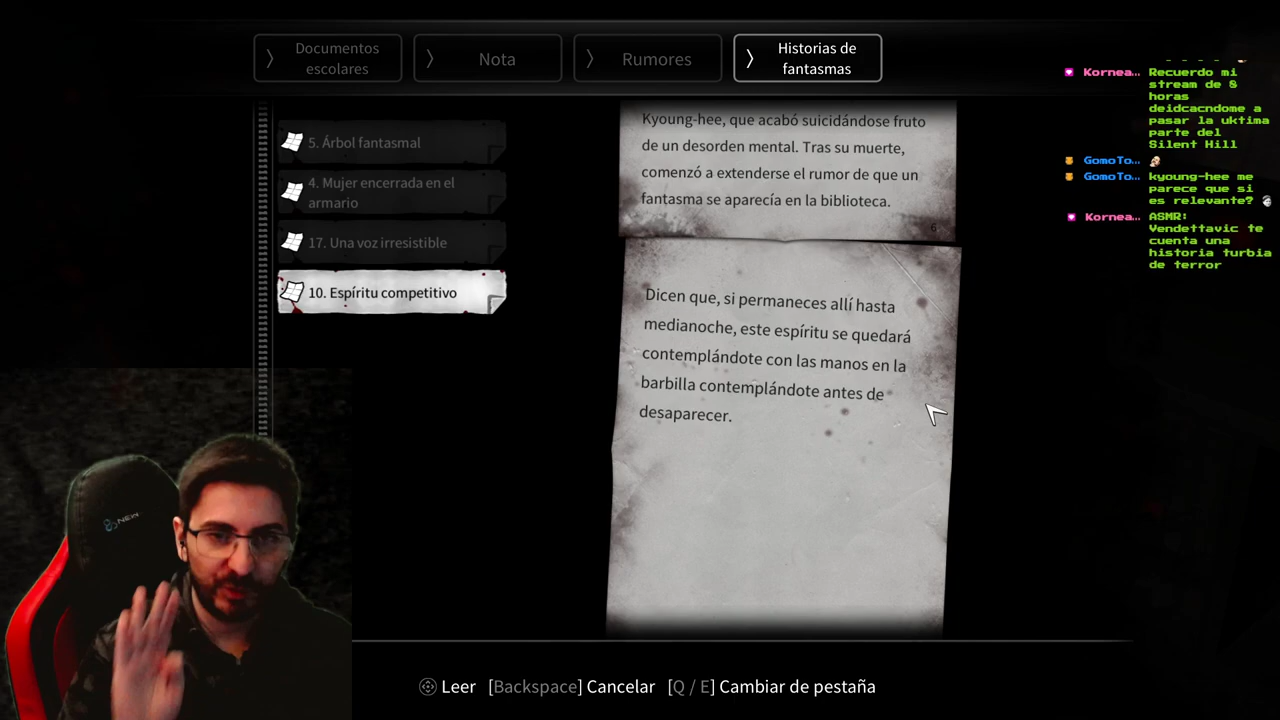 Documentos
escolares
Nota
Rumores
Historias de
fantasmas
5. Árbol fantasmal
4. Mujer encerrada en el
armario
17. Una voz irresistible
10. Espíritu competitivo
Kyoung-hee, que acabó suicidándose fruto
de un desorden mental. Tras su muerte,
comenzó a extenderse el rumor de que un
fantasma se aparecía en la biblioteca.
6
Dicen que, si permaneces allí hasta
medianoche, este espíritu se quedará
contemplándote con las manos en la
barbilla contemplándote antes de
desaparecer.
Kornea… Recuerdo mi
stream de 8
horas
deidcacndome a
pasar la uktima
parte del
Silent Hill
GomoTo…
GomoTo… kyoung-hee me
parece que si
es relevante?
Kornea… ASMR:
Vendettavic te
cuenta una
historia turbia
de terror
NEW
Leer [Backspace] Cancelar [Q / E] Cambiar de pestaña